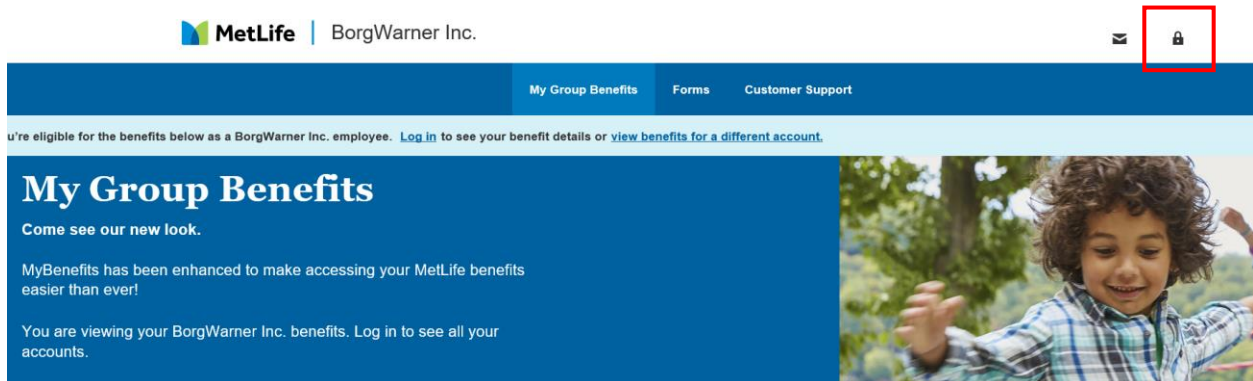 MetLife | BorgWarner Inc.
My Group Benefits Forms Customer Support
u're eligible for the benefits below as a BorgWarner Inc. employee. Log in to see your benefit details or view benefits for a different account.
My Group Benefits
Come see our new look.
MyBenefits has been enhanced to make accessing your MetLife benefits
easier than ever!
You are viewing your BorgWarner Inc. benefits. Log in to see all your
accounts.